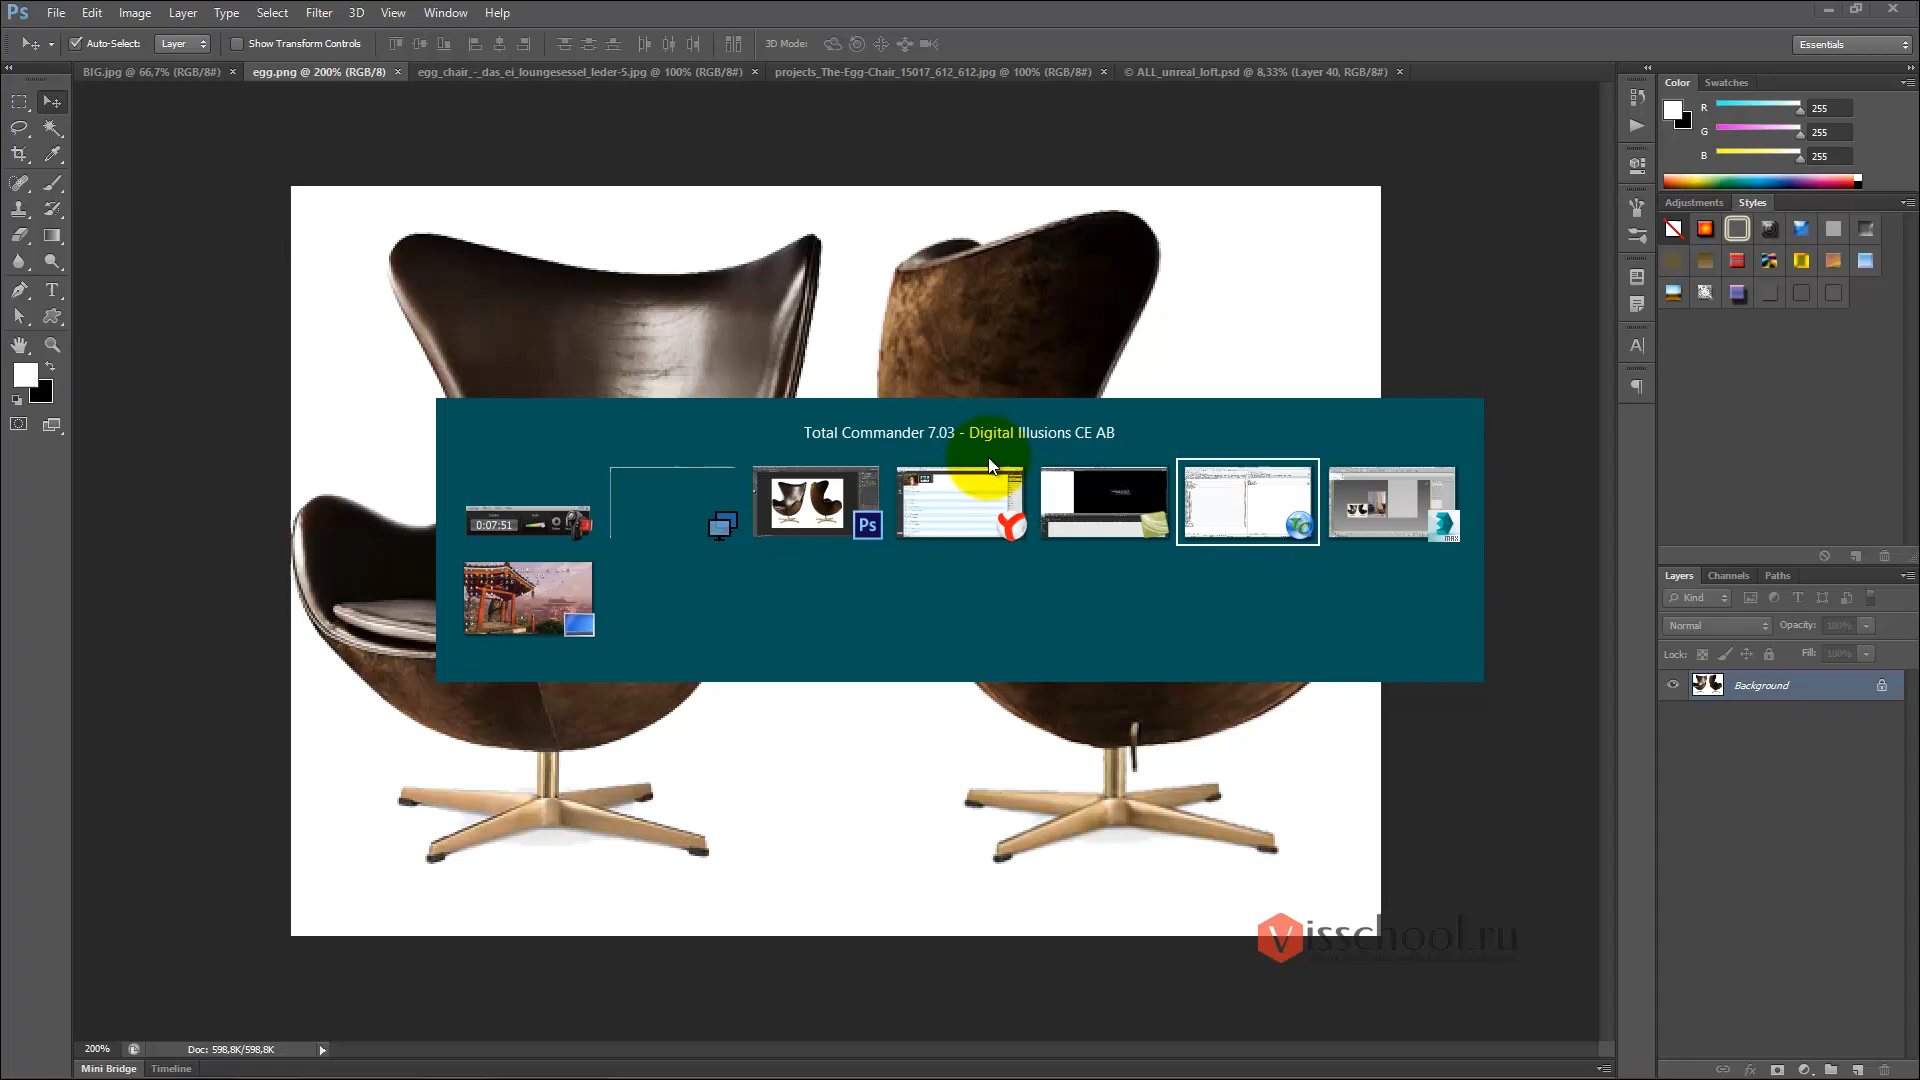 Ps File Edit Image Layer Type Select Filter 3D View Window Help
Auto-Select: Layer Show Transform Controls 3D Mode: Essentials
BIG.jpg @ 66,7% (RGB/8#) × egg.png @ 200% (RGB/8) × egg_chair_-_das_ei_loungesessel_leder-5.jpg @ 100% (RGB/8#) × projects_The-Egg-Chair_15017_612_612.jpg @ 100% (RGB/8#) × © ALL_unreal_loft.psd @ 8,33% (Layer 40, RGB/8#) ×
Color Swatches
R 255
G 255
B 255
Adjustments Styles
Total Commander 7.03 - Digital Illusions CE AB
0:07:51
Ps
MAX
Layers Channels Paths
Kind
Normal Opacity: 100%
Lock: Fill: 100%
Background
Visschool.ru
200% Doc: 598,8K/598,8K
Mini Bridge Timeline